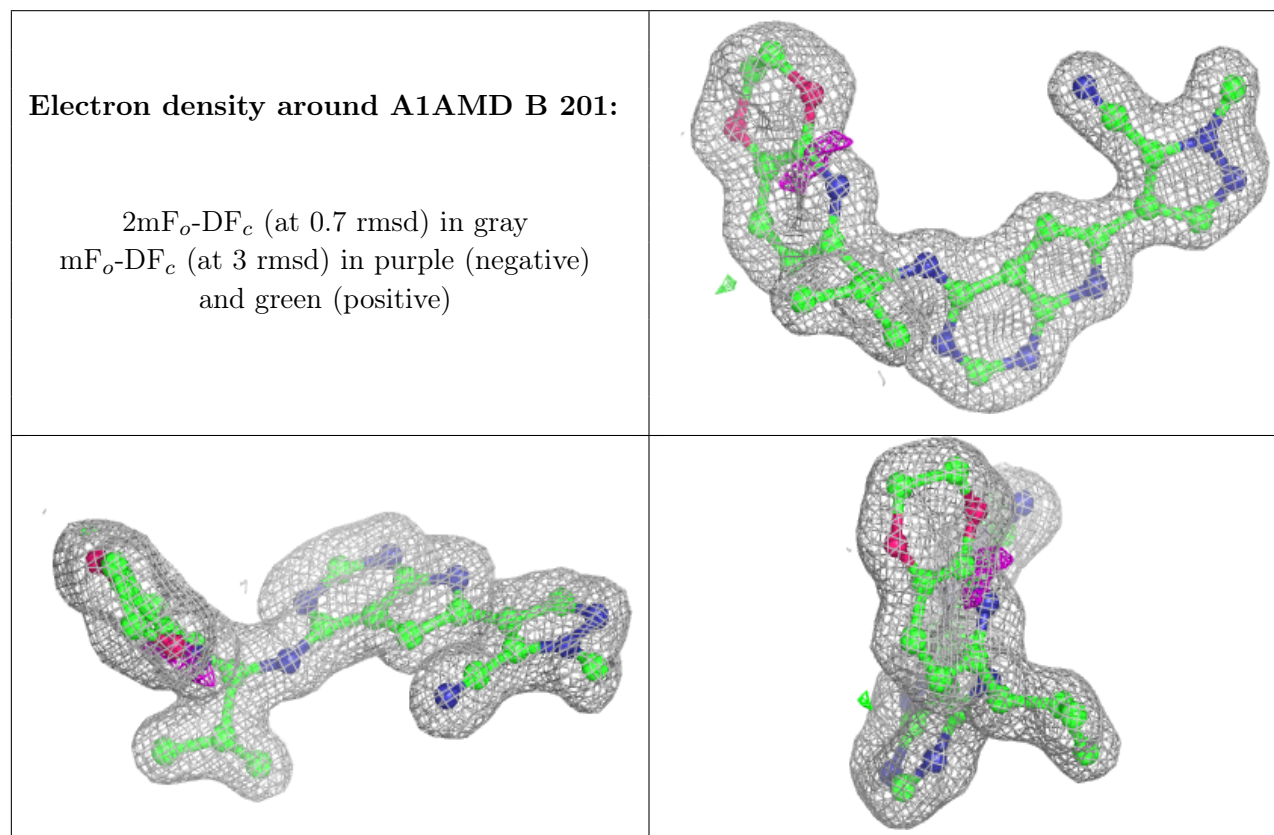 Electron density around A1AMD B 201:
2mFo-DFc (at 0.7 rmsd) in gray
mFo-DFc (at 3 rmsd) in purple (negative)
and green (positive)